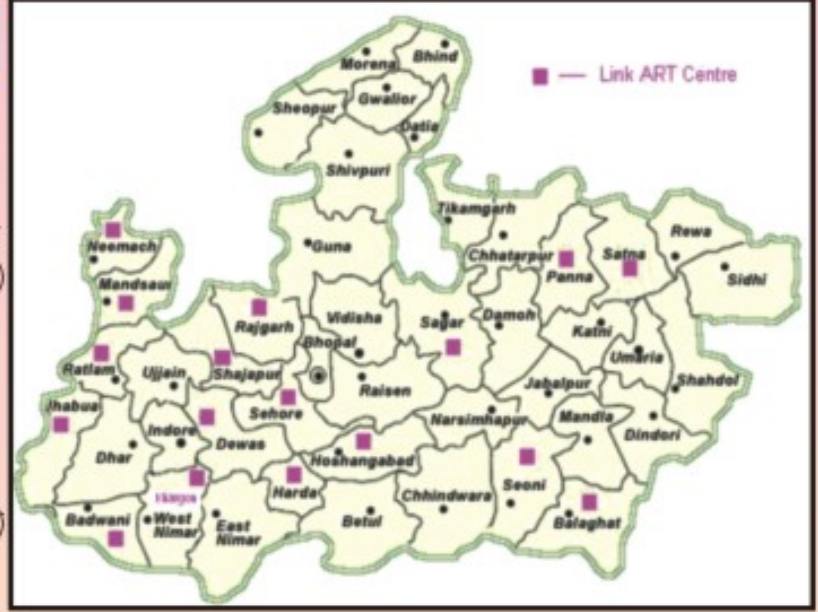 Bhind
Morena
Link ART Centre
Gwalior
Sheopur
Datia
Shivpuri
Tikamgarh
Rewa
Neemach
Guna
Chhatarpur
Satna
Panna
Sidhi
Mandsaur
Vidisha
Sagar
Damoh
Rajgarh
Katni
Bhopal
Umaria
Ratlam
Ujjain
Shajapur
Shahdol
Jabalpur
Raisen
Jhabua
Sehore
Narsimhapur
Mandla
Indore
Dewas
Dindori
Dhar
Hoshangabad
Seoni
Harda
Chhindwara
Khargon
Badwani
West
Nimar
East
Nimar
Betul
Balaghat